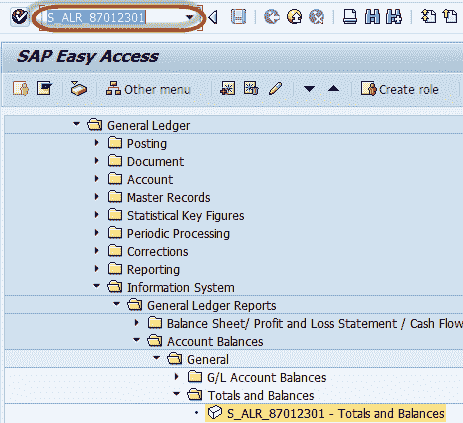 S_ALR_87012301
SAP Easy Access
Other menu
Create role
General Ledger
Posting
Document
Account
Master Records
Statistical Key Figures
Periodic Processing
Corrections
Reporting
Information System
General Ledger Reports
Balance Sheet/ Profit and Loss Statement / Cash Flow
Account Balances
General
G/L Account Balances
Totals and Balances
S_ALR_87012301 - Totals and Balances